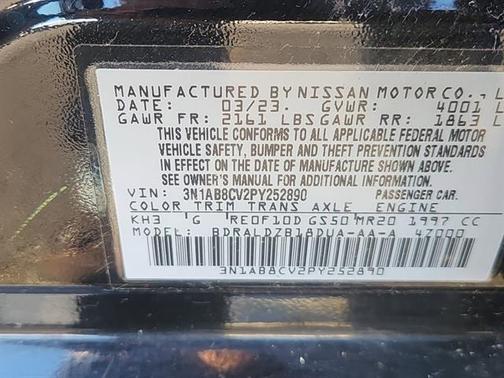 MANUFACTURED BY NISSAN MOTOR CO., L
DATE: 03/23. GVWR: 4001
GAWR FR: 2161 LBS GAWR RR: 1863 L
THIS VEHICLE CONFORMS TO ALL APPLICABLE FEDERAL MOTOR
VEHICLE SAFETY, BUMPER AND THEFT PREVENTION STANDARDS
IN EFFECT ON THE DATE OF MANUFACTURE SHOWN ABOVE.
SEE OWNER'S MANUAL FOR ADDITIONAL INFORMATION.
VIN: 3N1AB8CV2PY252890 PASSENGER CAR.
COLOR TRIM TRANS AXLE ENGINE
KH3 G RE0F10D GS50 MR20 1997 CC
MODEL: BDRALDZB18DUA-AA-A 4Z000
3N1AB8CV2PY252890